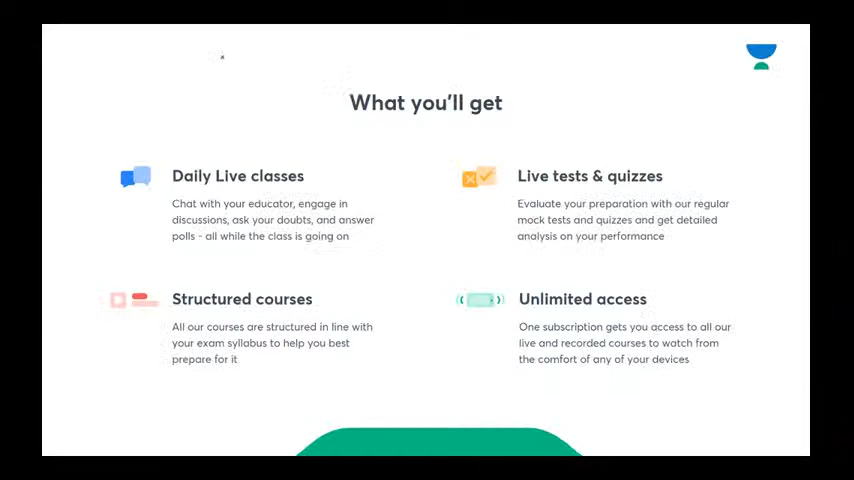 What you'll get
Daily Live classes
Chat with your educator, engage in
discussions, ask your doubts, and answer
polls - all while the class is going on
Live tests & quizzes
Evaluate your preparation with our regular
mock tests and quizzes and get detailed
analysis on your performance
Structured courses
All our courses are structured in line with
your exam syllabus to help you best
prepare for it
Unlimited access
One subscription gets you access to all our
live and recorded courses to watch from
the comfort of any of your devices